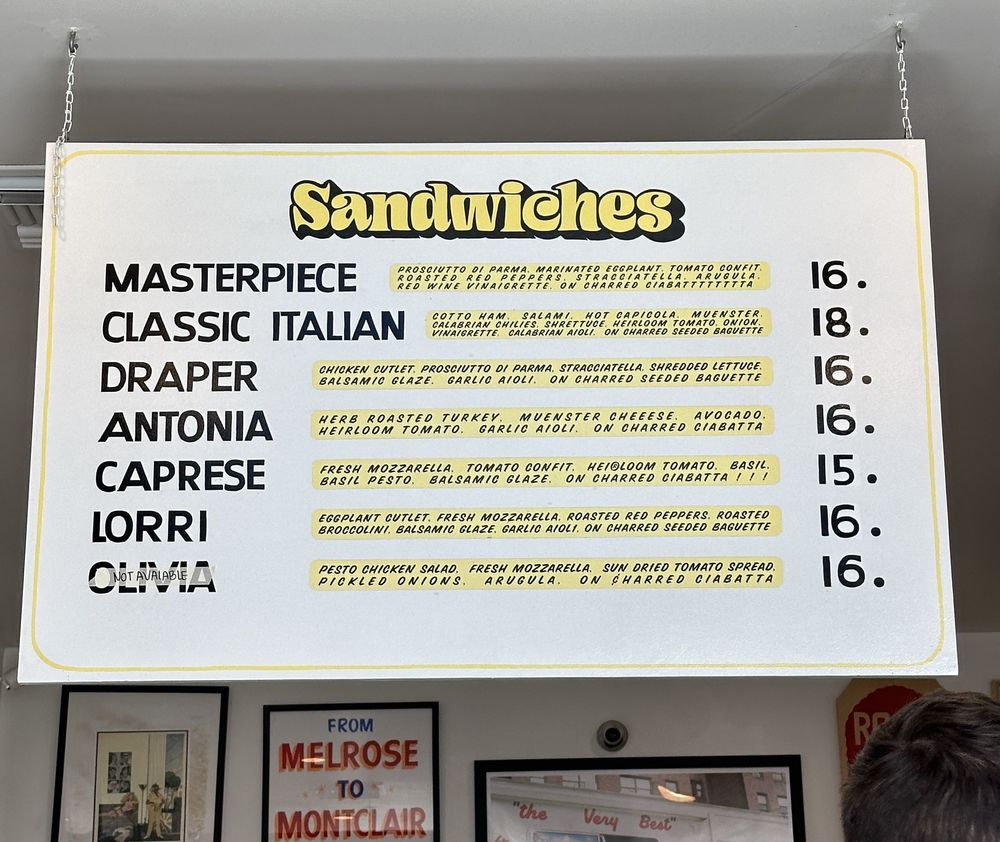 Sandwiches
MASTERPIECE
PROSCIUTTO DI PARMA. MARINATED EGGPLANT. TOMATO CONFIT.
ROASTED RED PEPPERS. STRACCIATELLA. ARUGULA.
RED WINE VINAIGRETTE. ON CHARRED CIABATTTTTTTTA
16.
CLASSIC ITALIAN
COTTO HAM. SALAMI. HOT CAPICOLA. MUENSTER.
CALABRIAN CHILIES. SHRETTUCE. HEIRLOOM TOMATO. ONION.
VINAIGRETTE. CALABRIAN AIOLI. ON CHARRED SEEDED BAGUETTE
18.
DRAPER
CHICKEN CUTLET. PROSCIUTTO DI PARMA. STRACCIATELLA. SHREDDED LETTUCE.
BALSAMIC GLAZE. GARLIC AIOLI. ON CHARRED SEEDED BAGUETTE
16.
ANTONIA
HERB ROASTED TURKEY. MUENSTER CHEEESE. AVOCADO.
HEIRLOOM TOMATO. GARLIC AIOLI. ON CHARRED CIABATTA
16.
CAPRESE
FRESH MOZZARELLA. TOMATO CONFIT. HEIRLOOM TOMATO. BASIL.
BASIL PESTO. BALSAMIC GLAZE. ON CHARRED CIABATTA ! ! !
15.
LORRI
EGGPLANT CUTLET. FRESH MOZZARELLA. ROASTED RED PEPPERS. ROASTED
BROCCOLINI. BALSAMIC GLAZE. GARLIC AIOLI. ON CHARRED SEEDED BAGUETTE
16.
OLIVIA
NOT AVAILABLE
PESTO CHICKEN SALAD. FRESH MOZZARELLA. SUN DRIED TOMATO SPREAD.
PICKLED ONIONS. ARUGULA. ON CHARRED CIABATTA
16.
FROM
MELROSE
TO
MONTCLAIR
"the Very Best"